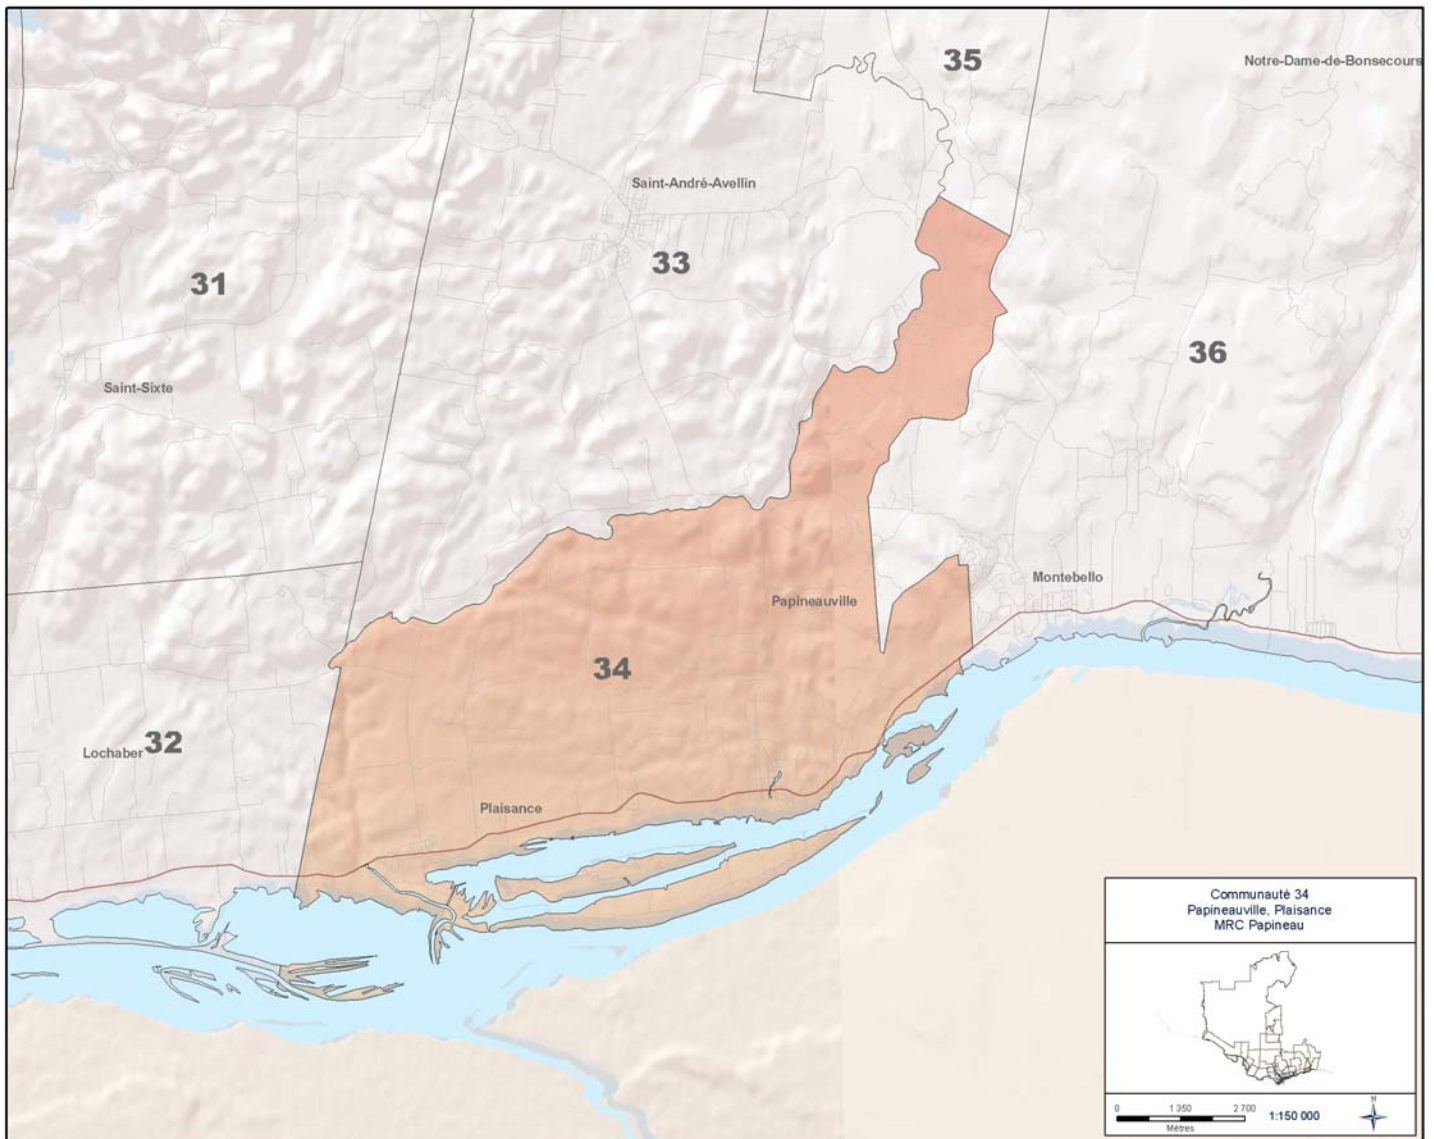 35
Notre-Dame-de-Bonsecours
Saint-André-Avellin
33
31
36
Saint-Sixte
Montebello
Papineauville
34
Lochaber 32
Plaisance
Communauté 34
Papineauville, Plaisance
MRC Papineau
0 1 350 2 700
Mètres
1:150 000
N